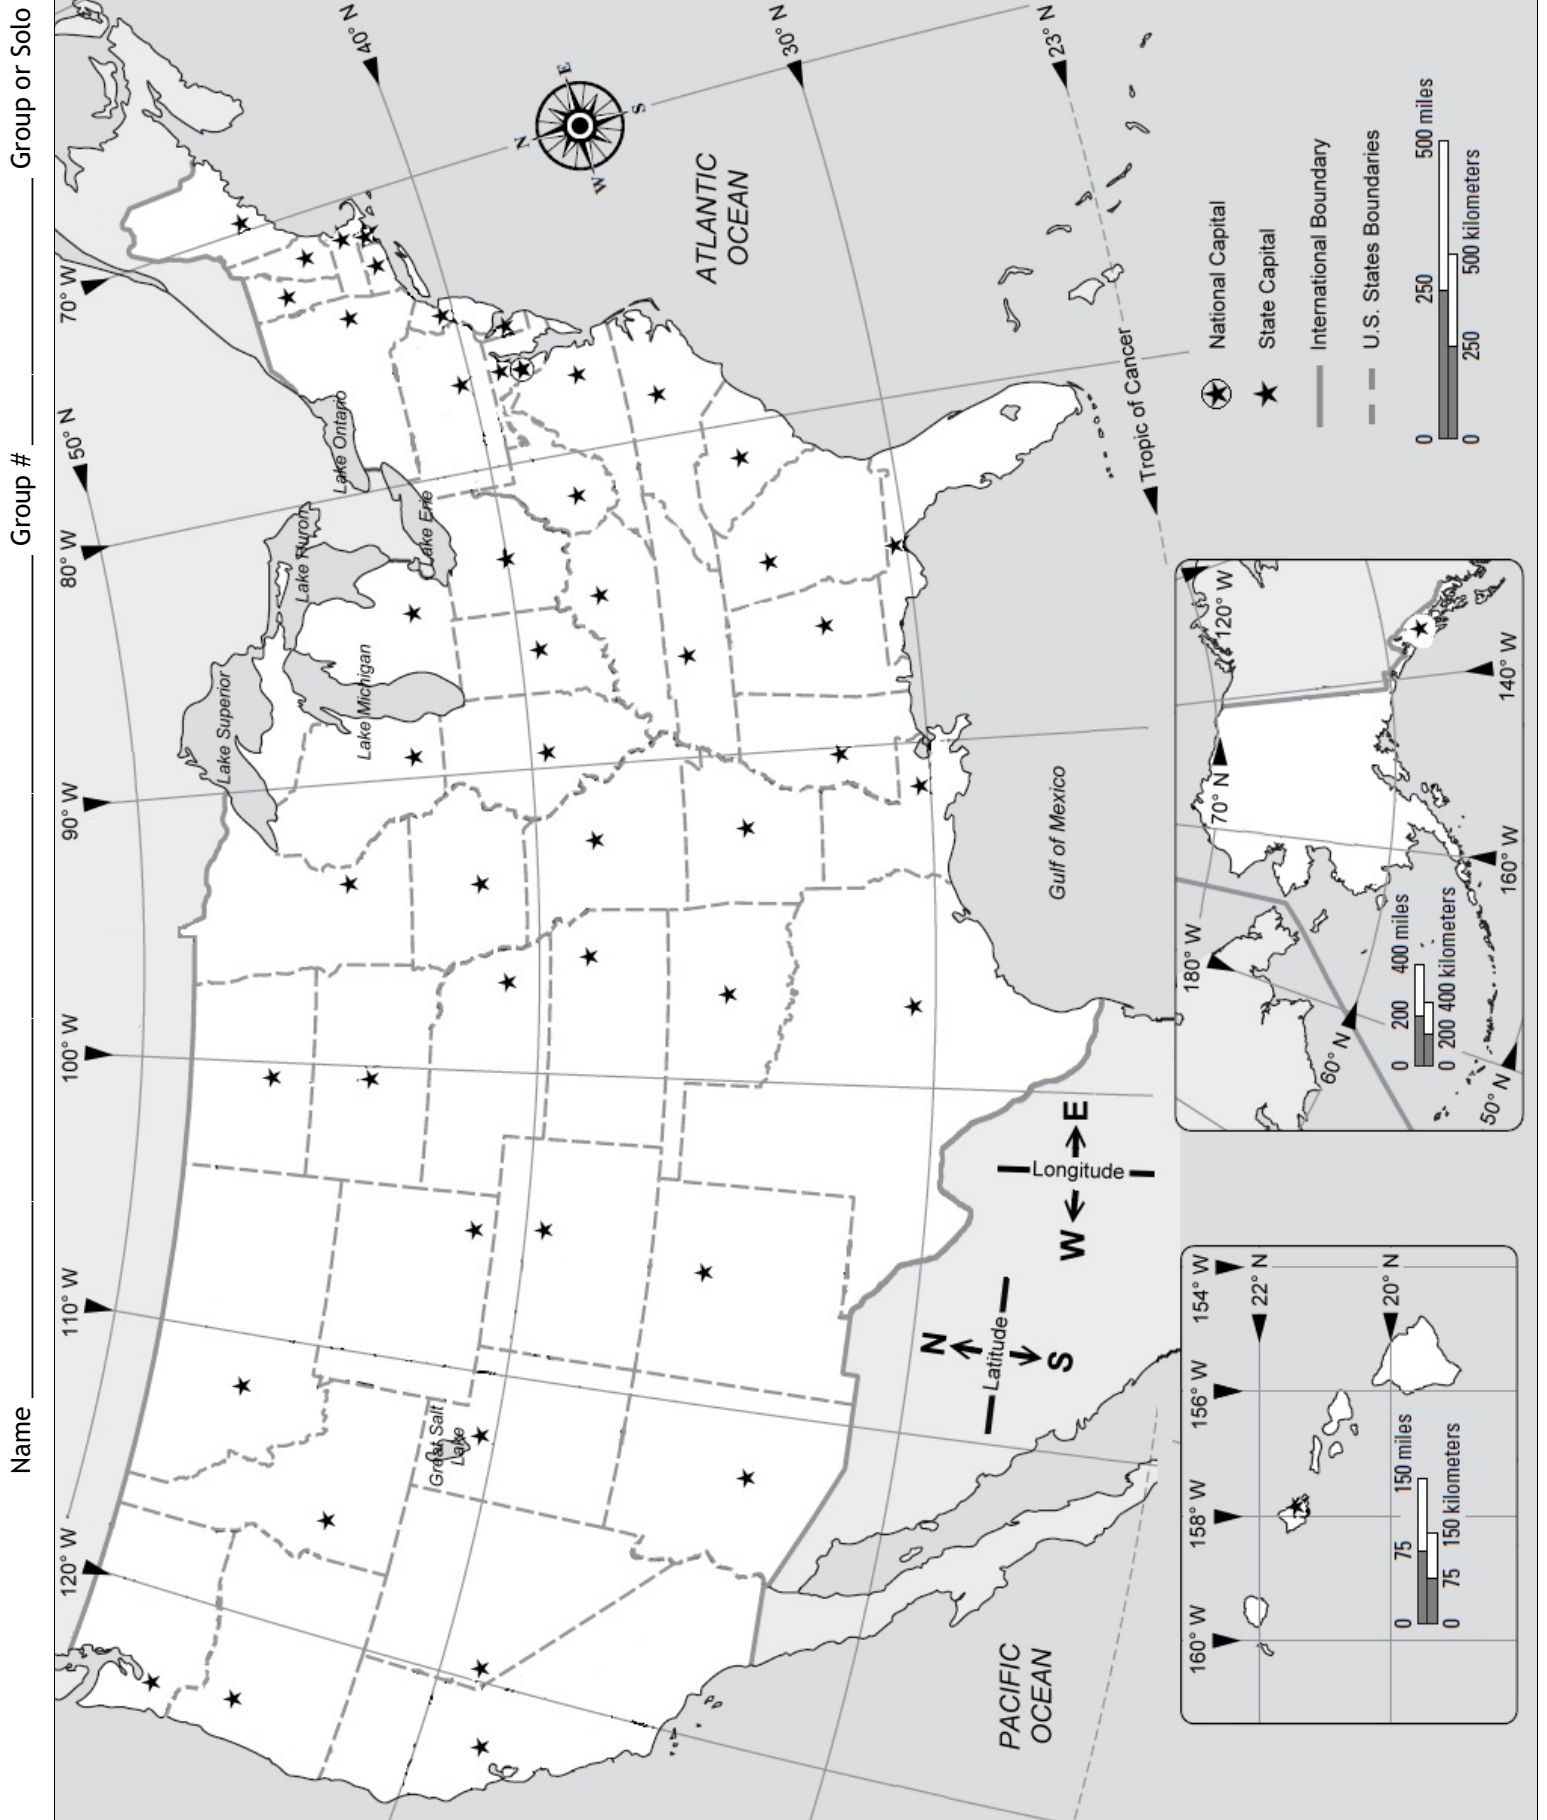 Name Group # Group or Solo
120° W
110° W
100° W
90° W
80° W
50° N
70° W
40° N
30° N
23° N
Lake Superior
Lake Michigan
Lake Huron
Lake Erie
Lake Ontario
Great Salt
Lake
N
E
S
W
ATLANTIC
OCEAN
PACIFIC
OCEAN
Gulf of Mexico
Tropic of Cancer
N
Latitude
S
W
Longitude
E
National Capital
State Capital
International Boundary
U.S. States Boundaries
0 250 500 miles
0 250 500 kilometers
160° W
158° W
156° W
154° W
22° N
20° N
0 75 150 miles
0 75 150 kilometers
180° W
70° N
120° W
60° N
50° N
160° W
140° W
0 200 400 miles
0 200 400 kilometers